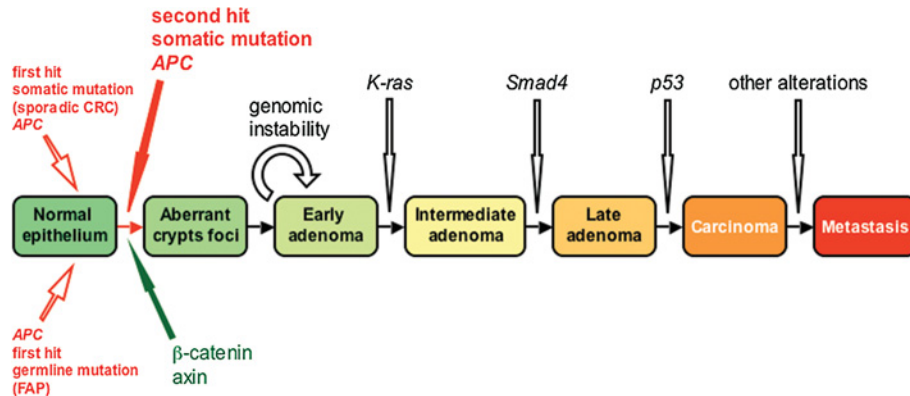 second hit
somatic mutation
APC
first hit
somatic mutation
(sporadic CRC)
APC
genomic
instability
K-ras
Smad4
p53
other alterations
Normal
epithelium
Aberrant
crypts foci
Early
adenoma
Intermediate
adenoma
Late
adenoma
Carcinoma
Metastasis
APC
first hit
germline mutation
(FAP)
β-catenin
axin